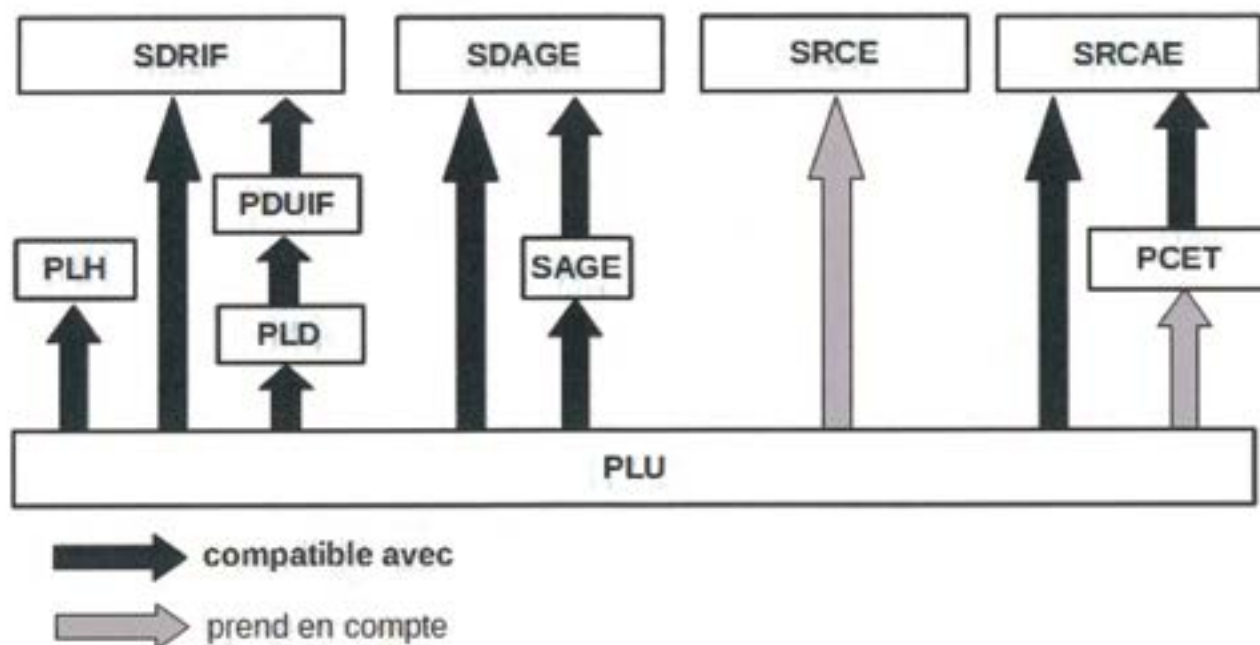 SDRIF
SDAGE
SRCE
SRCAE
PDUIF
PLH
SAGE
PCET
PLD
PLU
compatible avec
prend en compte